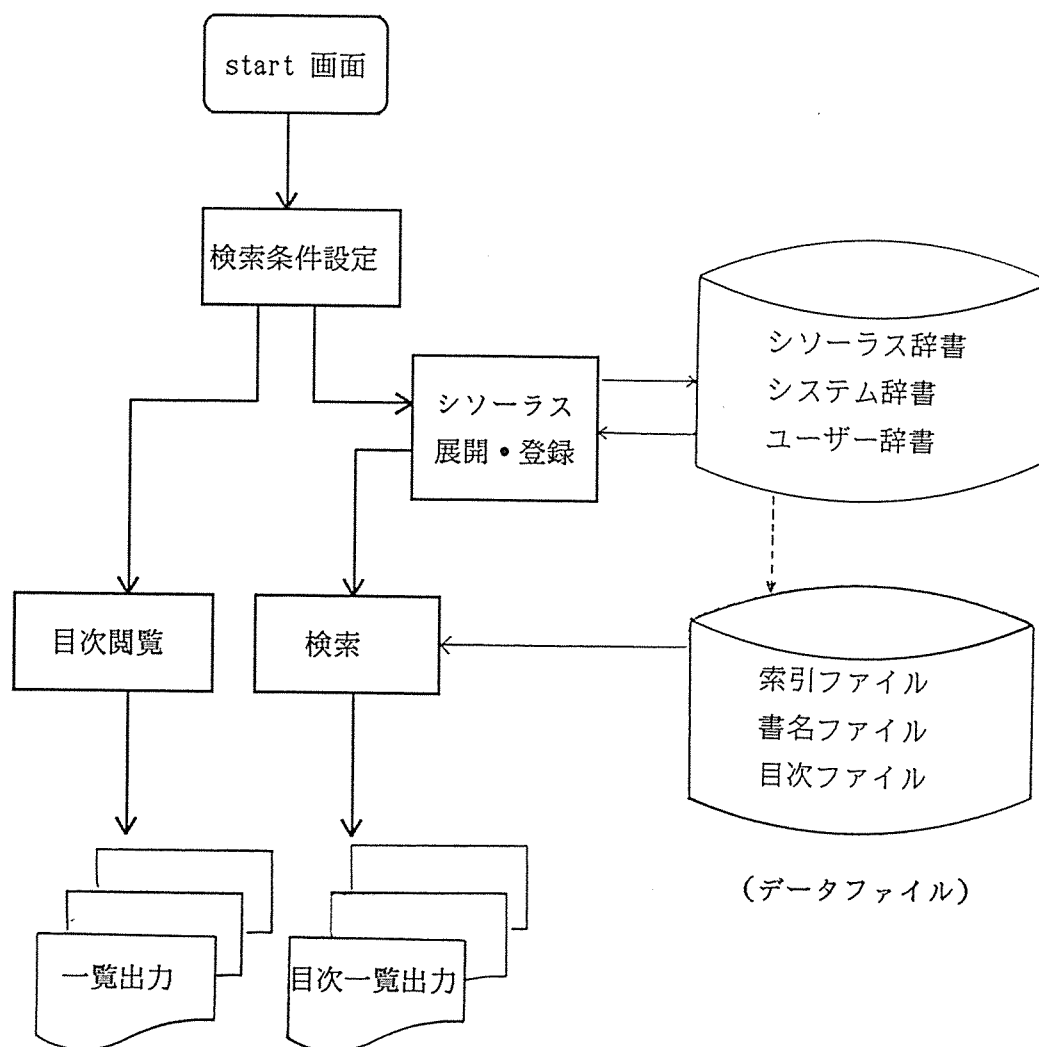 start 画面
検索条件設定
シソーラス
展開・登録
シソーラス辞書
システム辞書
ユーザー辞書
目次閲覧
検索
索引ファイル
書名ファイル
目次ファイル
(データファイル)
一覧出力
目次一覧出力